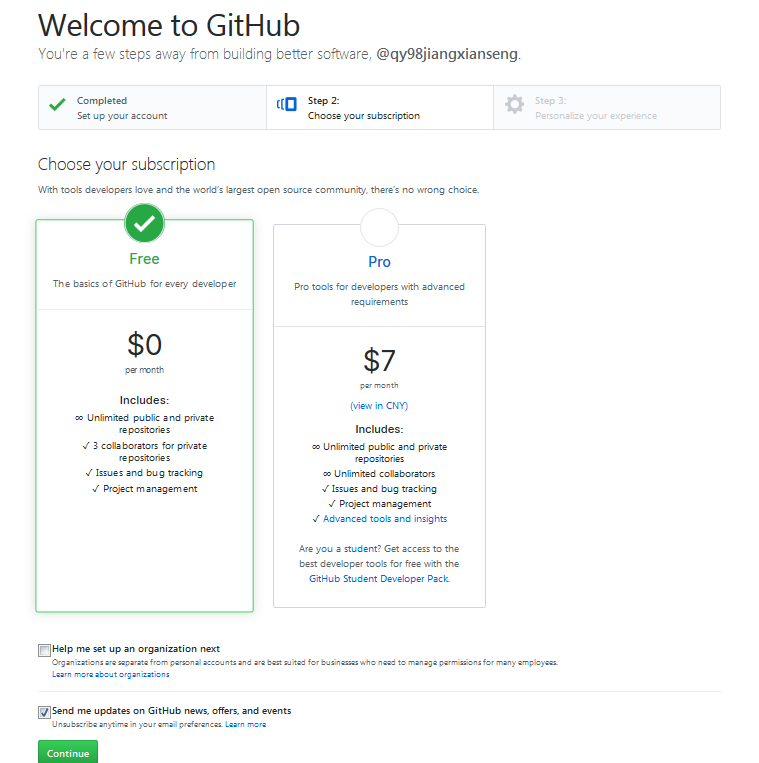 Welcome to GitHub
You're a few steps away from building better software, @qy98jiangxianseng.
Completed
Set up your account
Step 2:
Choose your subscription
Step 3:
Personalize your experience
Choose your subscription
With tools developers love and the world's largest open source community, there's no wrong choice.
Free
The basics of GitHub for every developer
$0
per month
Includes:
∞ Unlimited public and private
repositories
✓ 3 collaborators for private
repositories
✓ Issues and bug tracking
✓ Project management
Pro
Pro tools for developers with advanced
requirements
$7
per month
(view in CNY)
Includes:
∞ Unlimited public and private
repositories
∞ Unlimited collaborators
✓ Issues and bug tracking
✓ Project management
✓ Advanced tools and insights
Are you a student? Get access to the
best developer tools for free with the
GitHub Student Developer Pack.
Help me set up an organization next
Organizations are separate from personal accounts and are best suited for businesses who need to manage permissions for many employees.
Learn more about organizations
Send me updates on GitHub news, offers, and events
Unsubscribe anytime in your email preferences. Learn more
Continue